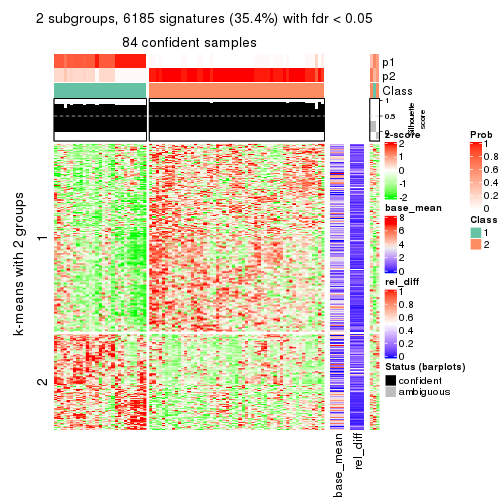 2 subgroups, 6185 signatures (35.4%) with fdr < 0.05
84 confident samples
p1
p2
Class
1
0.5
0
Silhouette
score
k-means with 2 groups
1
2
base_mean
rel_diff
z-score
2
1
0
-1
-2
base_mean
8
6
4
2
0
rel_diff
1
0.8
0.6
0.4
0.2
0
Status (barplots)
confident
ambiguous
Prob
1
0.8
0.6
0.4
0.2
0
Class
1
2